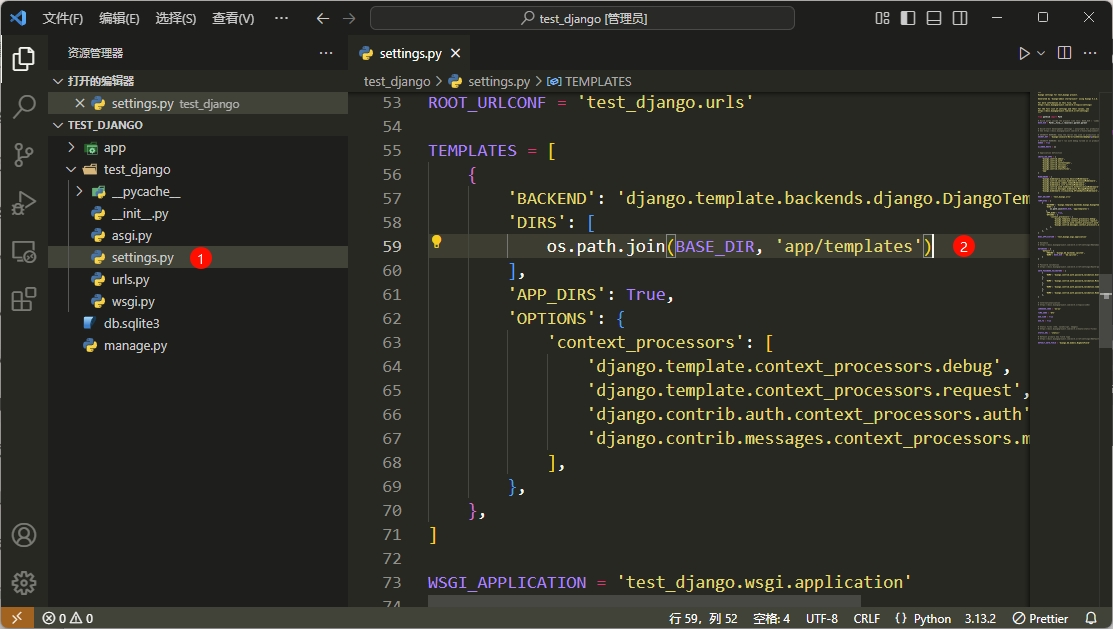 文件(F) 编辑(E) 选择(S) 查看(V) ··· test_django [管理员]
资源管理器 ···
打开的编辑器
settings.py test_django
TEST_DJANGO
app
test_django
__pycache__
__init__.py
asgi.py
settings.py 1
urls.py
wsgi.py
db.sqlite3
manage.py
settings.py
test_django > settings.py > TEMPLATES
53 ROOT_URLCONF = 'test_django.urls'
54
55 TEMPLATES = [
56 {
57 'BACKEND': 'django.template.backends.django.DjangoTem
58 'DIRS': [
59 os.path.join(BASE_DIR, 'app/templates') 2
60 ],
61 'APP_DIRS': True,
62 'OPTIONS': {
63 'context_processors': [
64 'django.template.context_processors.debug',
65 'django.template.context_processors.request',
66 'django.contrib.auth.context_processors.auth'
67 'django.contrib.messages.context_processors.m
68 ],
69 },
70 },
71 ]
72
73 WSGI_APPLICATION = 'test_django.wsgi.application'
74
0 0 行 59，列 52 空格: 4 UTF-8 CRLF {} Python 3.13.2 Prettier